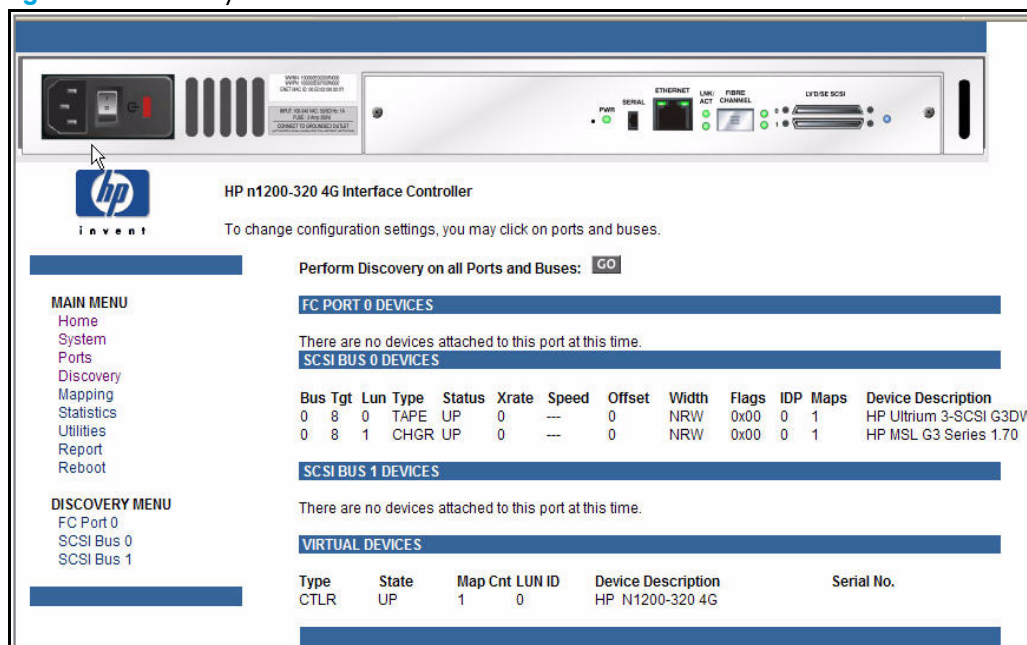 PWR
SERIAL
ETHERNET
LNK/
ACT
FIBRE
CHANNEL
LVD/SE SCSI
0
1
hp
invent
HP n1200-320 4G Interface Controller
To change configuration settings, you may click on ports and buses.
Perform Discovery on all Ports and Buses: GO
MAIN MENU
Home
System
Ports
Discovery
Mapping
Statistics
Utilities
Report
Reboot
DISCOVERY MENU
FC Port 0
SCSI Bus 0
SCSI Bus 1
FC PORT 0 DEVICES
There are no devices attached to this port at this time.
SCSI BUS 0 DEVICES
Bus Tgt Lun Type Status Xrate Speed Offset Width Flags IDP Maps Device Description
0 8 0 TAPE UP 0 --- 0 NRW 0x00 0 1 HP Ultrium 3-SCSI G3DW
0 8 1 CHGR UP 0 --- 0 NRW 0x00 0 1 HP MSL G3 Series 1.70
SCSI BUS 1 DEVICES
There are no devices attached to this port at this time.
VIRTUAL DEVICES
Type State Map Cnt LUN ID Device Description Serial No.
CTLR UP 1 0 HP N1200-320 4G